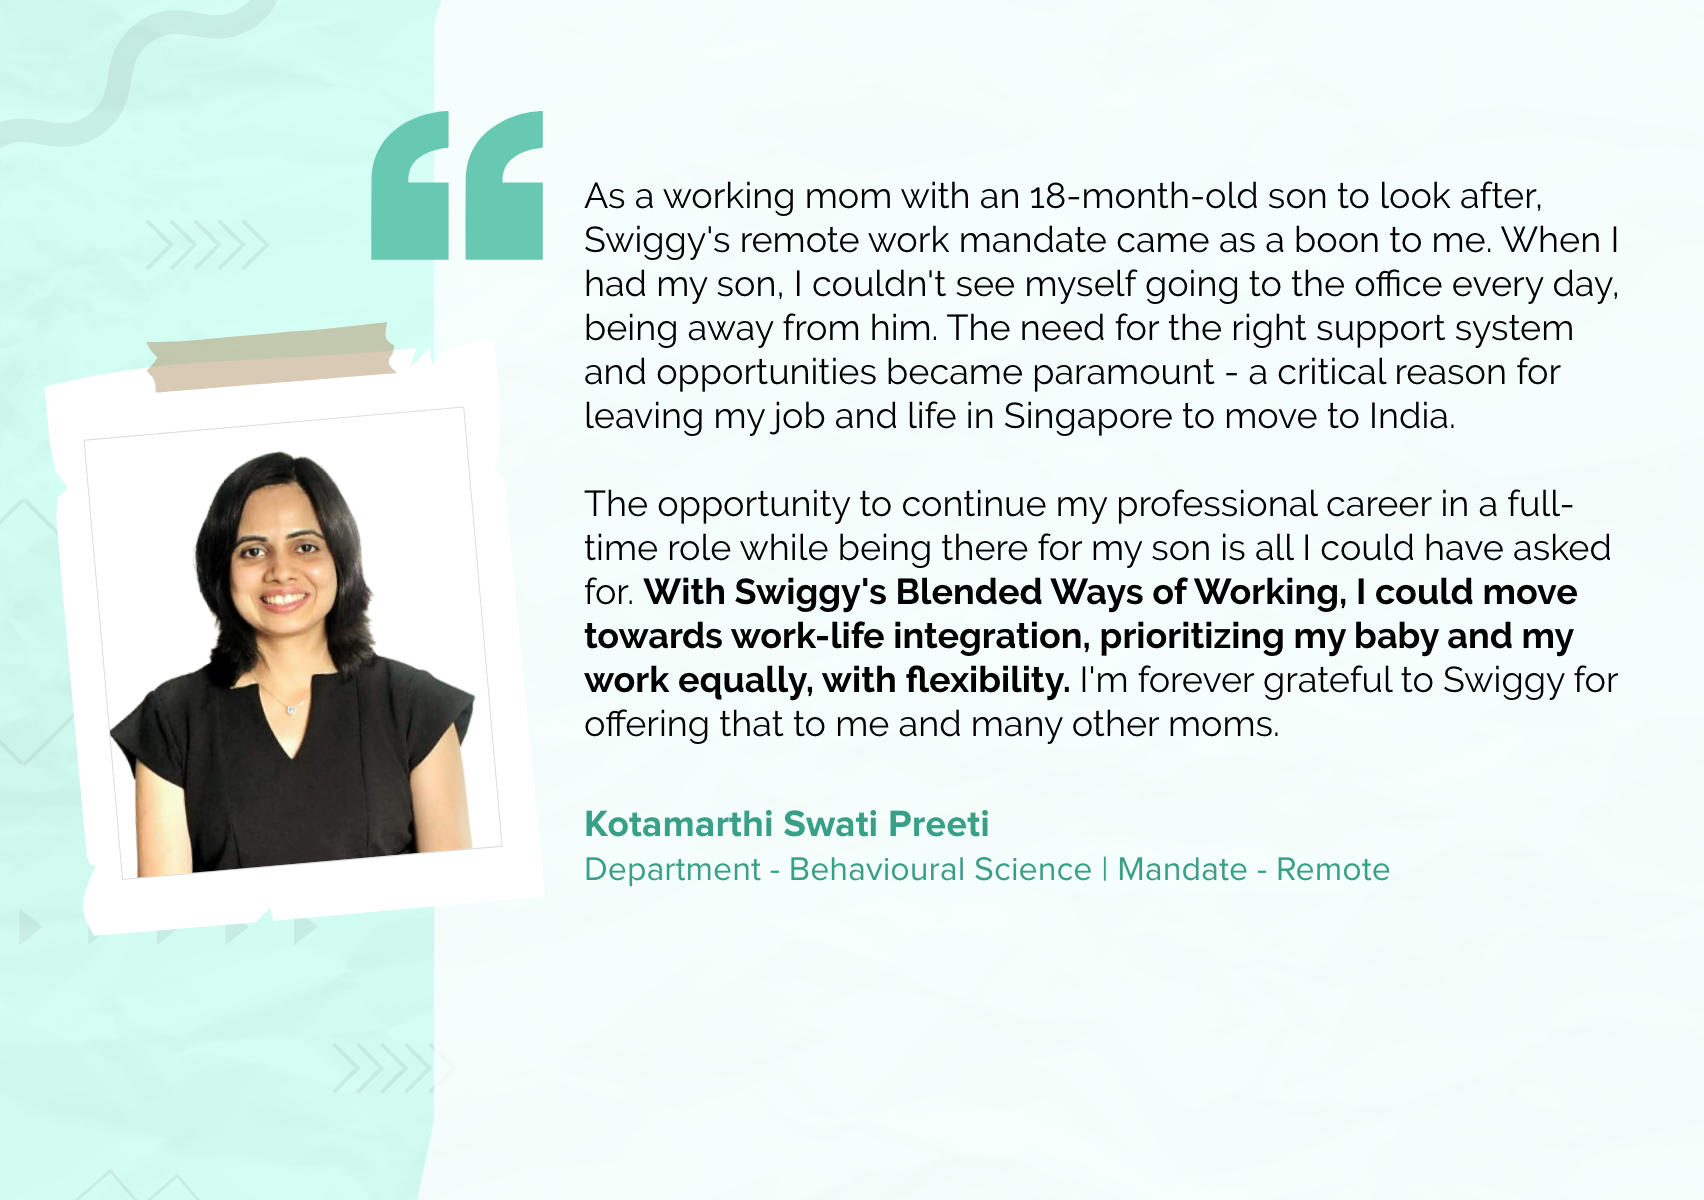 As a working mom with an 18-month-old son to look after,
Swiggy's remote work mandate came as a boon to me. When I
had my son, I couldn't see myself going to the office every day,
being away from him. The need for the right support system
and opportunities became paramount - a critical reason for
leaving my job and life in Singapore to move to India.
The opportunity to continue my professional career in a full-
time role while being there for my son is all I could have asked
for. With Swiggy's Blended Ways of Working, I could move
towards work-life integration, prioritizing my baby and my
work equally, with flexibility. I'm forever grateful to Swiggy for
offering that to me and many other moms.
Kotamarthi Swati Preeti
Department - Behavioural Science | Mandate - Remote